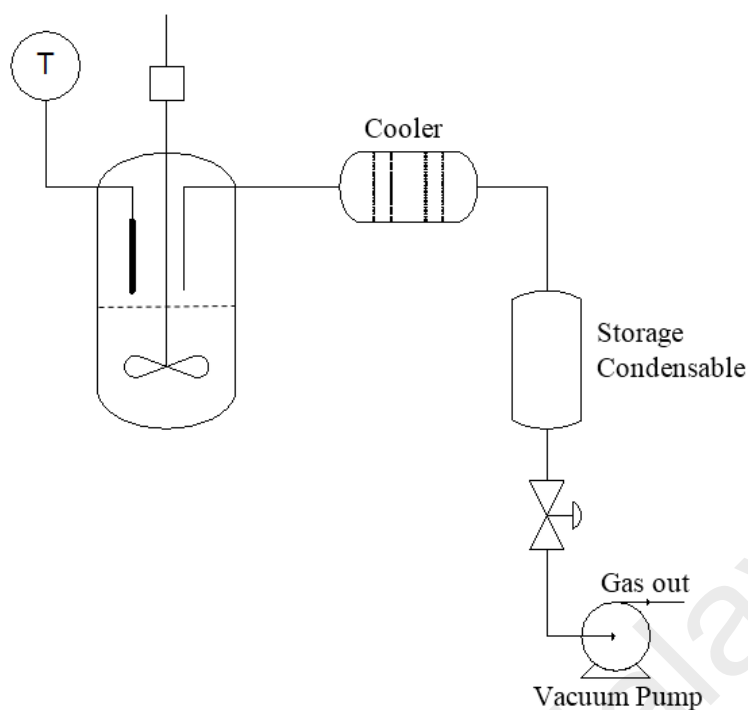 T
Cooler
Storage
Condensable
Gas out
Vacuum Pump